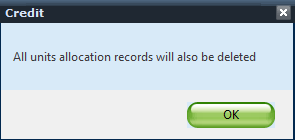 Credit
All units allocation records will also be deleted
OK